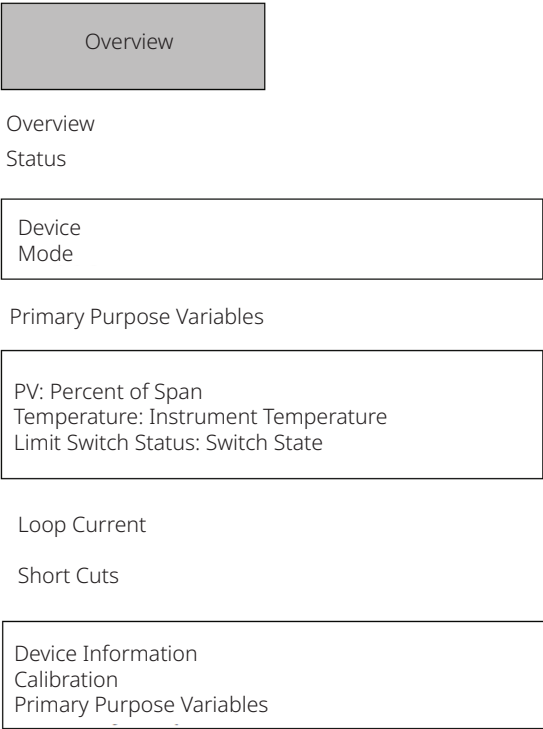 Overview
Overview
Status
Device
Mode
Primary Purpose Variables
PV: Percent of Span
Temperature: Instrument Temperature
Limit Switch Status: Switch State
Loop Current
Short Cuts
Device Information
Calibration
Primary Purpose Variables